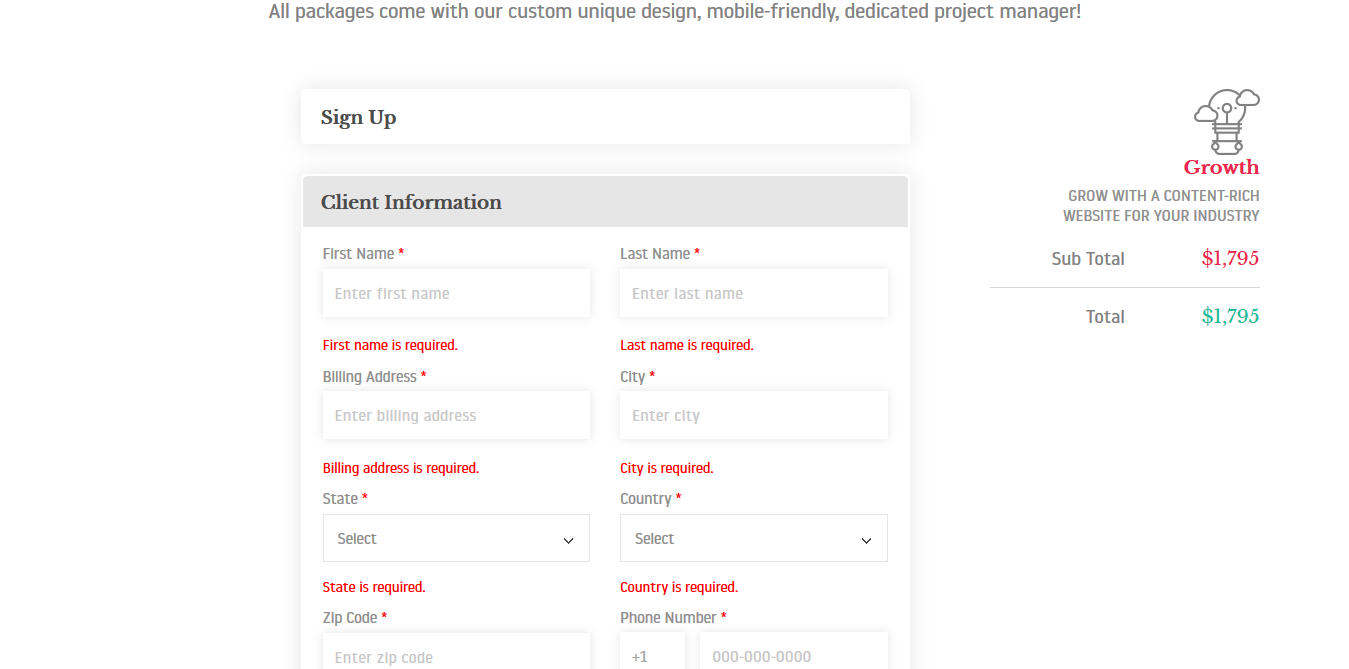 All packages come with our custom unique design, mobile-friendly, dedicated project manager!
Sign Up
Client Information
First Name *
Last Name *
Enter first name
Enter last name
First name is required.
Last name is required.
Billing Address *
City *
Enter billing address
Enter city
Billing address is required.
City is required.
State *
Country *
Select
Select
State is required.
Country is required.
Zip Code *
Phone Number *
Enter zip code
+1
000-000-0000
Growth
GROW WITH A CONTENT-RICH
WEBSITE FOR YOUR INDUSTRY
Sub Total $1,795
Total $1,795